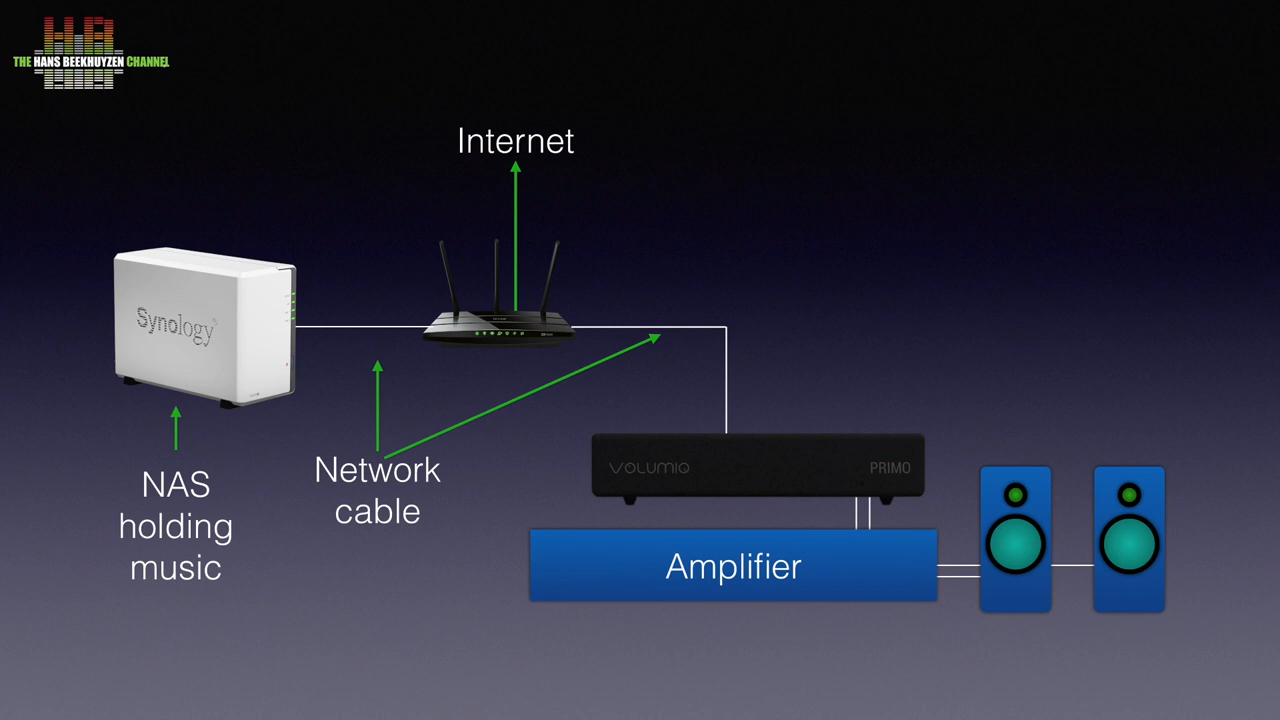 THE HANS BEEKHUYZEN CHANNEL
Internet
Synology
NAS
holding
music
Network
cable
VOLUMIO
PRIMO
Amplifier